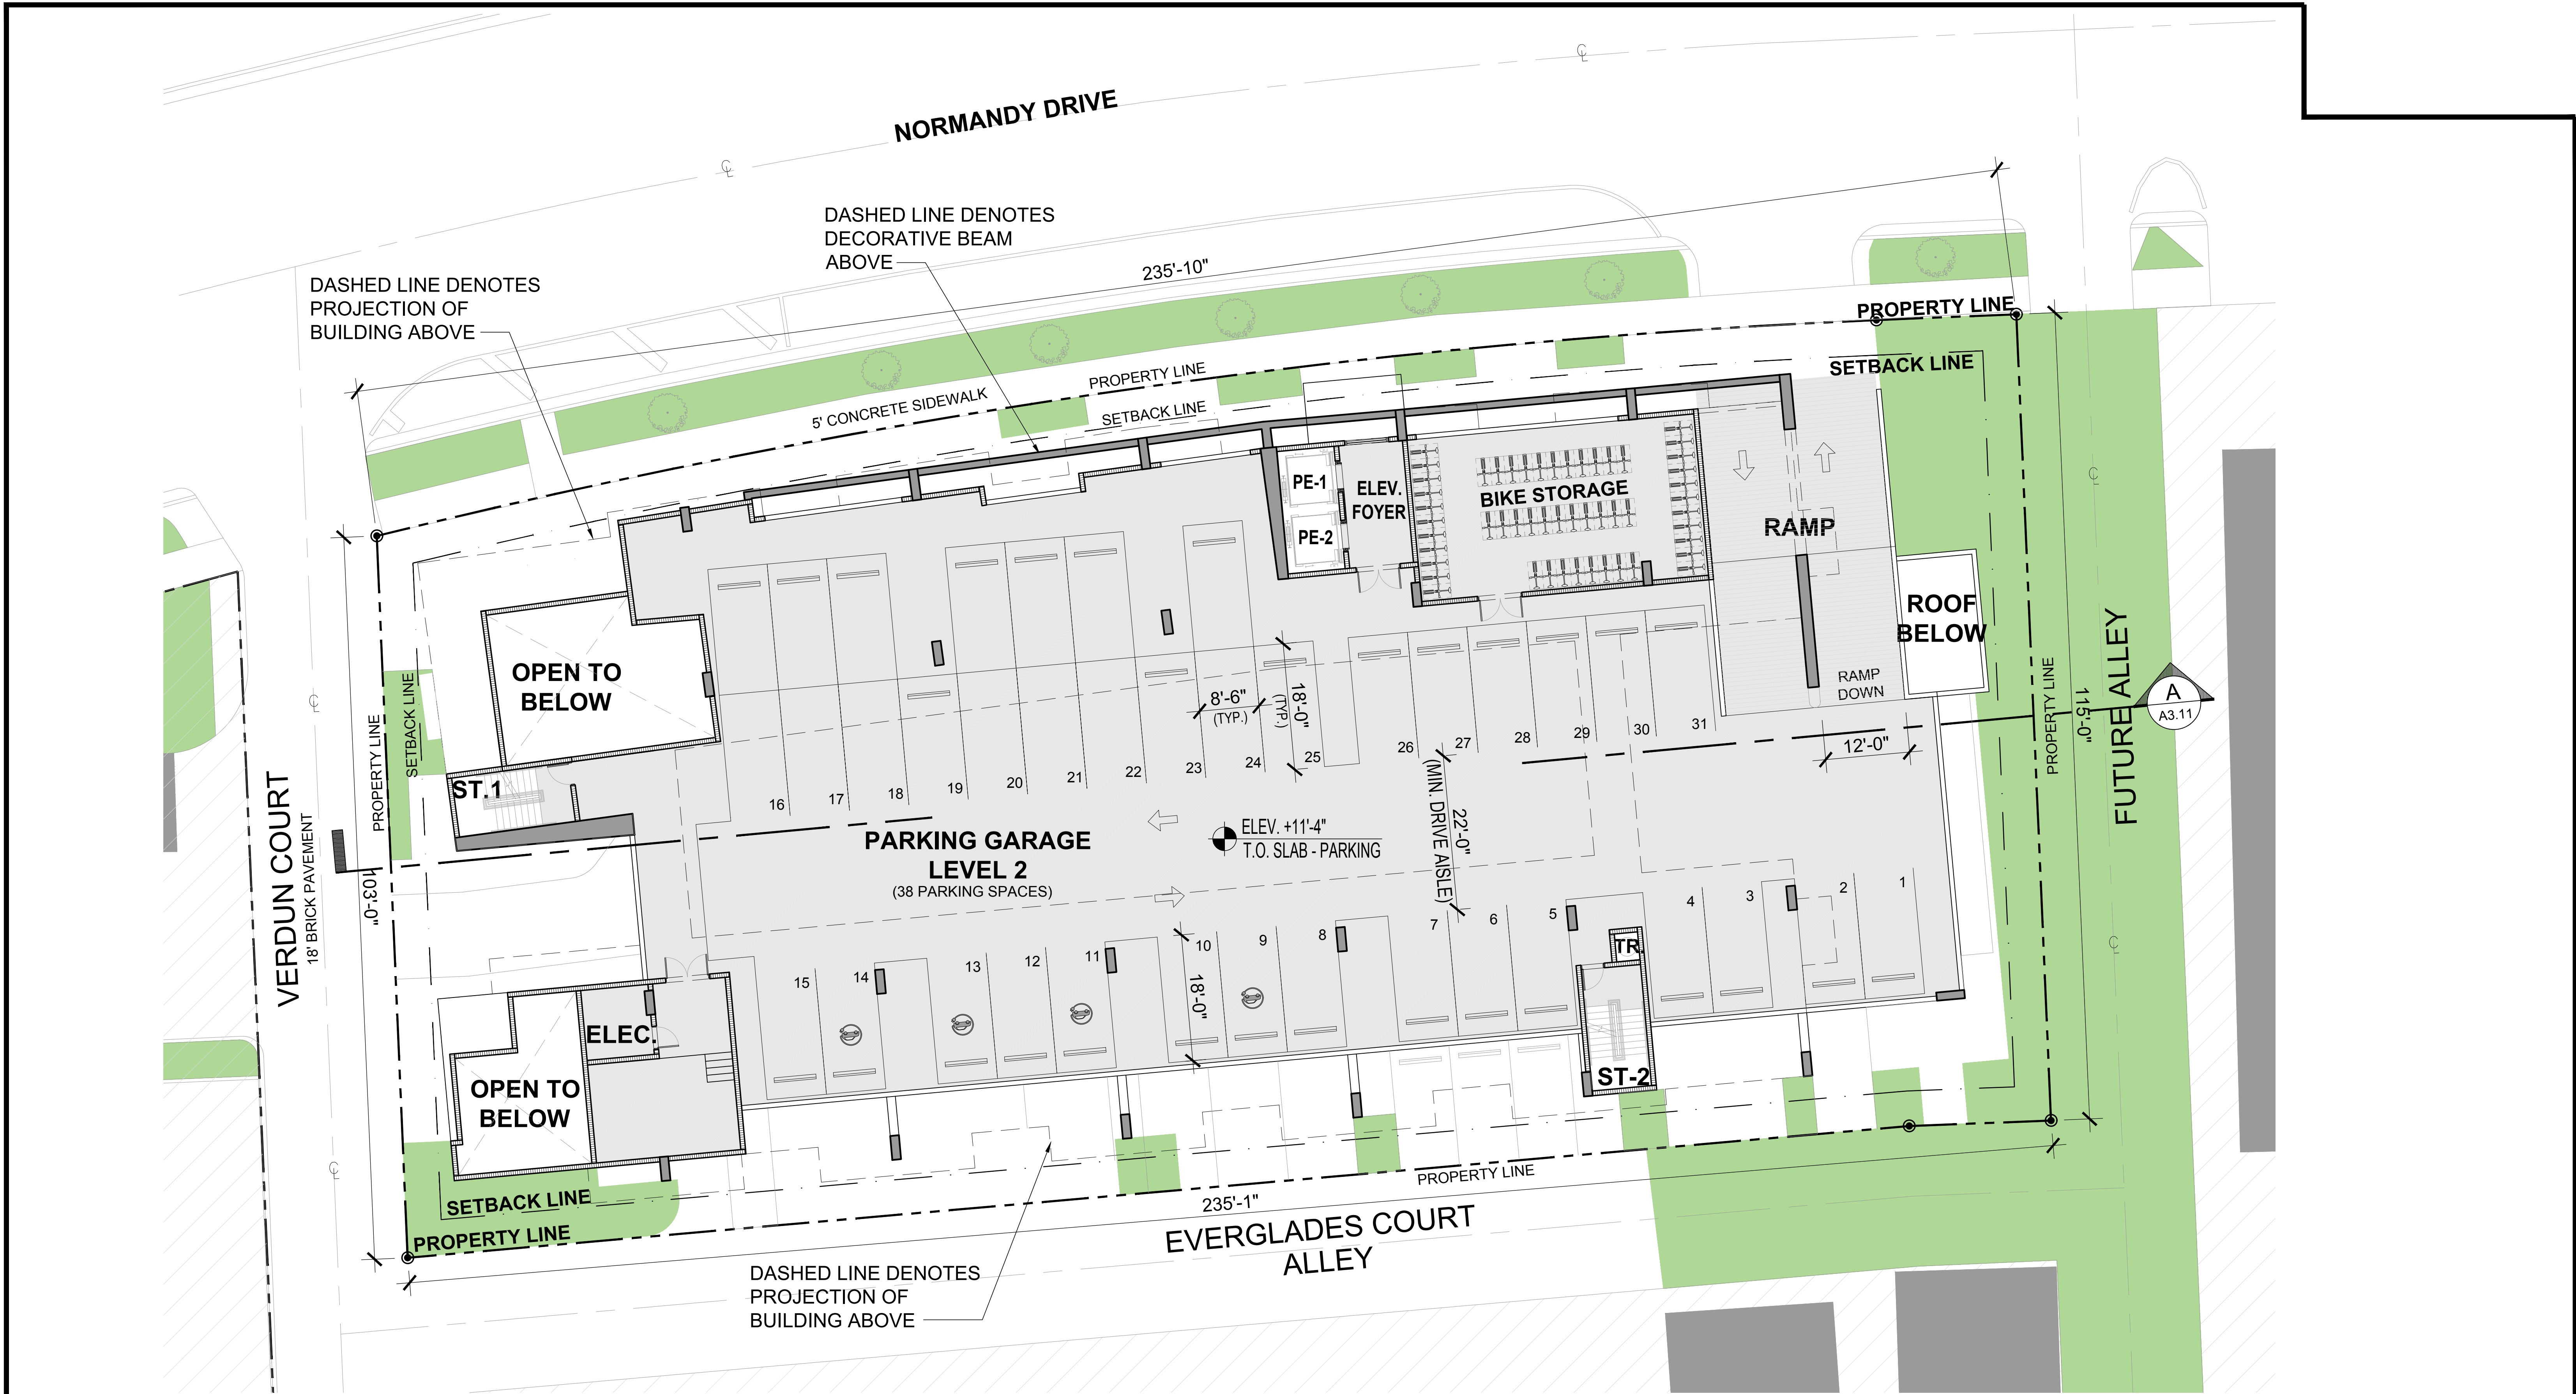 NORMANDY DRIVE
DASHED LINE DENOTES
DECORATIVE BEAM
ABOVE
DASHED LINE DENOTES
PROJECTION OF
BUILDING ABOVE
235'-10"
PROPERTY LINE
SETBACK LINE
PROPERTY LINE
5' CONCRETE SIDEWALK
SETBACK LINE
PE-1
PE-2
ELEV.
FOYER
BIKE STORAGE
RAMP
ROOF
BELOW
RAMP
DOWN
OPEN TO
BELOW
8'-6"
(TYP.)
18'-0"
(TYP.)
16
17
18
19
20
21
22
23
24
25
26
27
28
29
30
31
12'-0"
A
A3.11
115'-0"
PROPERTY LINE
FUTURE ALLEY
SETBACK LINE
PROPERTY LINE
ST.1
VERDUN COURT
18' BRICK PAVEMENT
103'-0"
PARKING GARAGE
LEVEL 2
(38 PARKING SPACES)
ELEV. +11'-4"
T.O. SLAB - PARKING
22'-0"
(MIN. DRIVE AISLE)
15
14
13
12
11
10
9
8
7
6
5
4
3
2
1
18'-0"
TR.
ST-2
ELEC.
OPEN TO
BELOW
SETBACK LINE
PROPERTY LINE
PROPERTY LINE
235'-1"
EVERGLADES COURT
ALLEY
DASHED LINE DENOTES
PROJECTION OF
BUILDING ABOVE